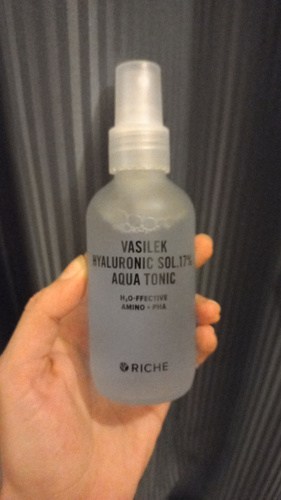 VASILEK
HYALURONIC SOL.17%
AQUA TONIC
H₂O-FFECTIVE
AMINO + PHA
RICHE